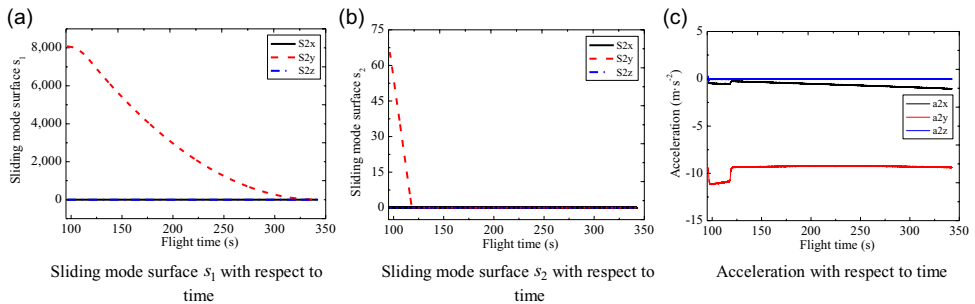 (a)
8,000
6,000
4,000
2,000
0
Sliding mode surface s1
S2x
S2y
S2z
100 150 200 250 300 350
Flight time (s)
Sliding mode surface s1 with respect to
time
(b)
75
60
45
30
15
0
Sliding mode surface s2
S2x
S2y
S2z
100 150 200 250 300 350
Flight time (s)
Sliding mode surface s2 with respect to
time
(c)
5
0
-5
-10
-15
Acceleration (m·s-2)
a2x
a2y
a2z
100 150 200 250 300 350
Flight time (s)
Acceleration with respect to time